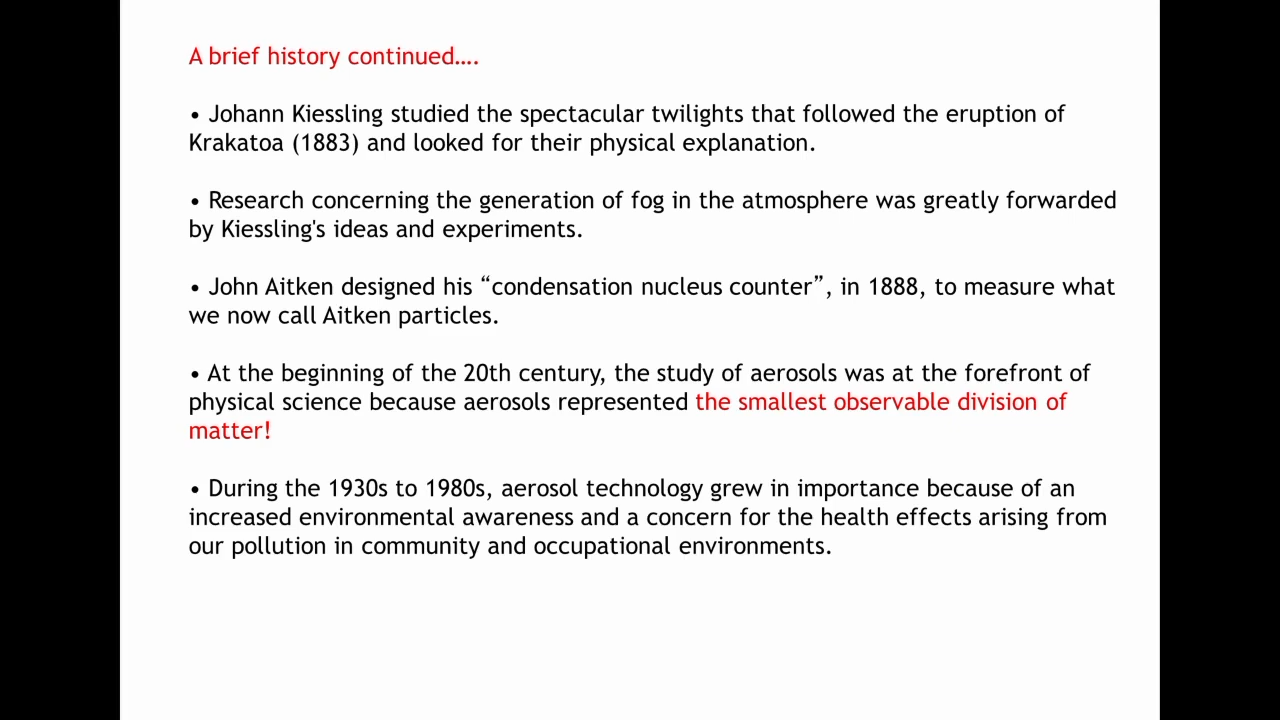 A brief history continued....
• Johann Kiessling studied the spectacular twilights that followed the eruption of
Krakatoa (1883) and looked for their physical explanation.
• Research concerning the generation of fog in the atmosphere was greatly forwarded
by Kiessling's ideas and experiments.
• John Aitken designed his “condensation nucleus counter”, in 1888, to measure what
we now call Aitken particles.
• At the beginning of the 20th century, the study of aerosols was at the forefront of
physical science because aerosols represented the smallest observable division of
matter!
• During the 1930s to 1980s, aerosol technology grew in importance because of an
increased environmental awareness and a concern for the health effects arising from
our pollution in community and occupational environments.